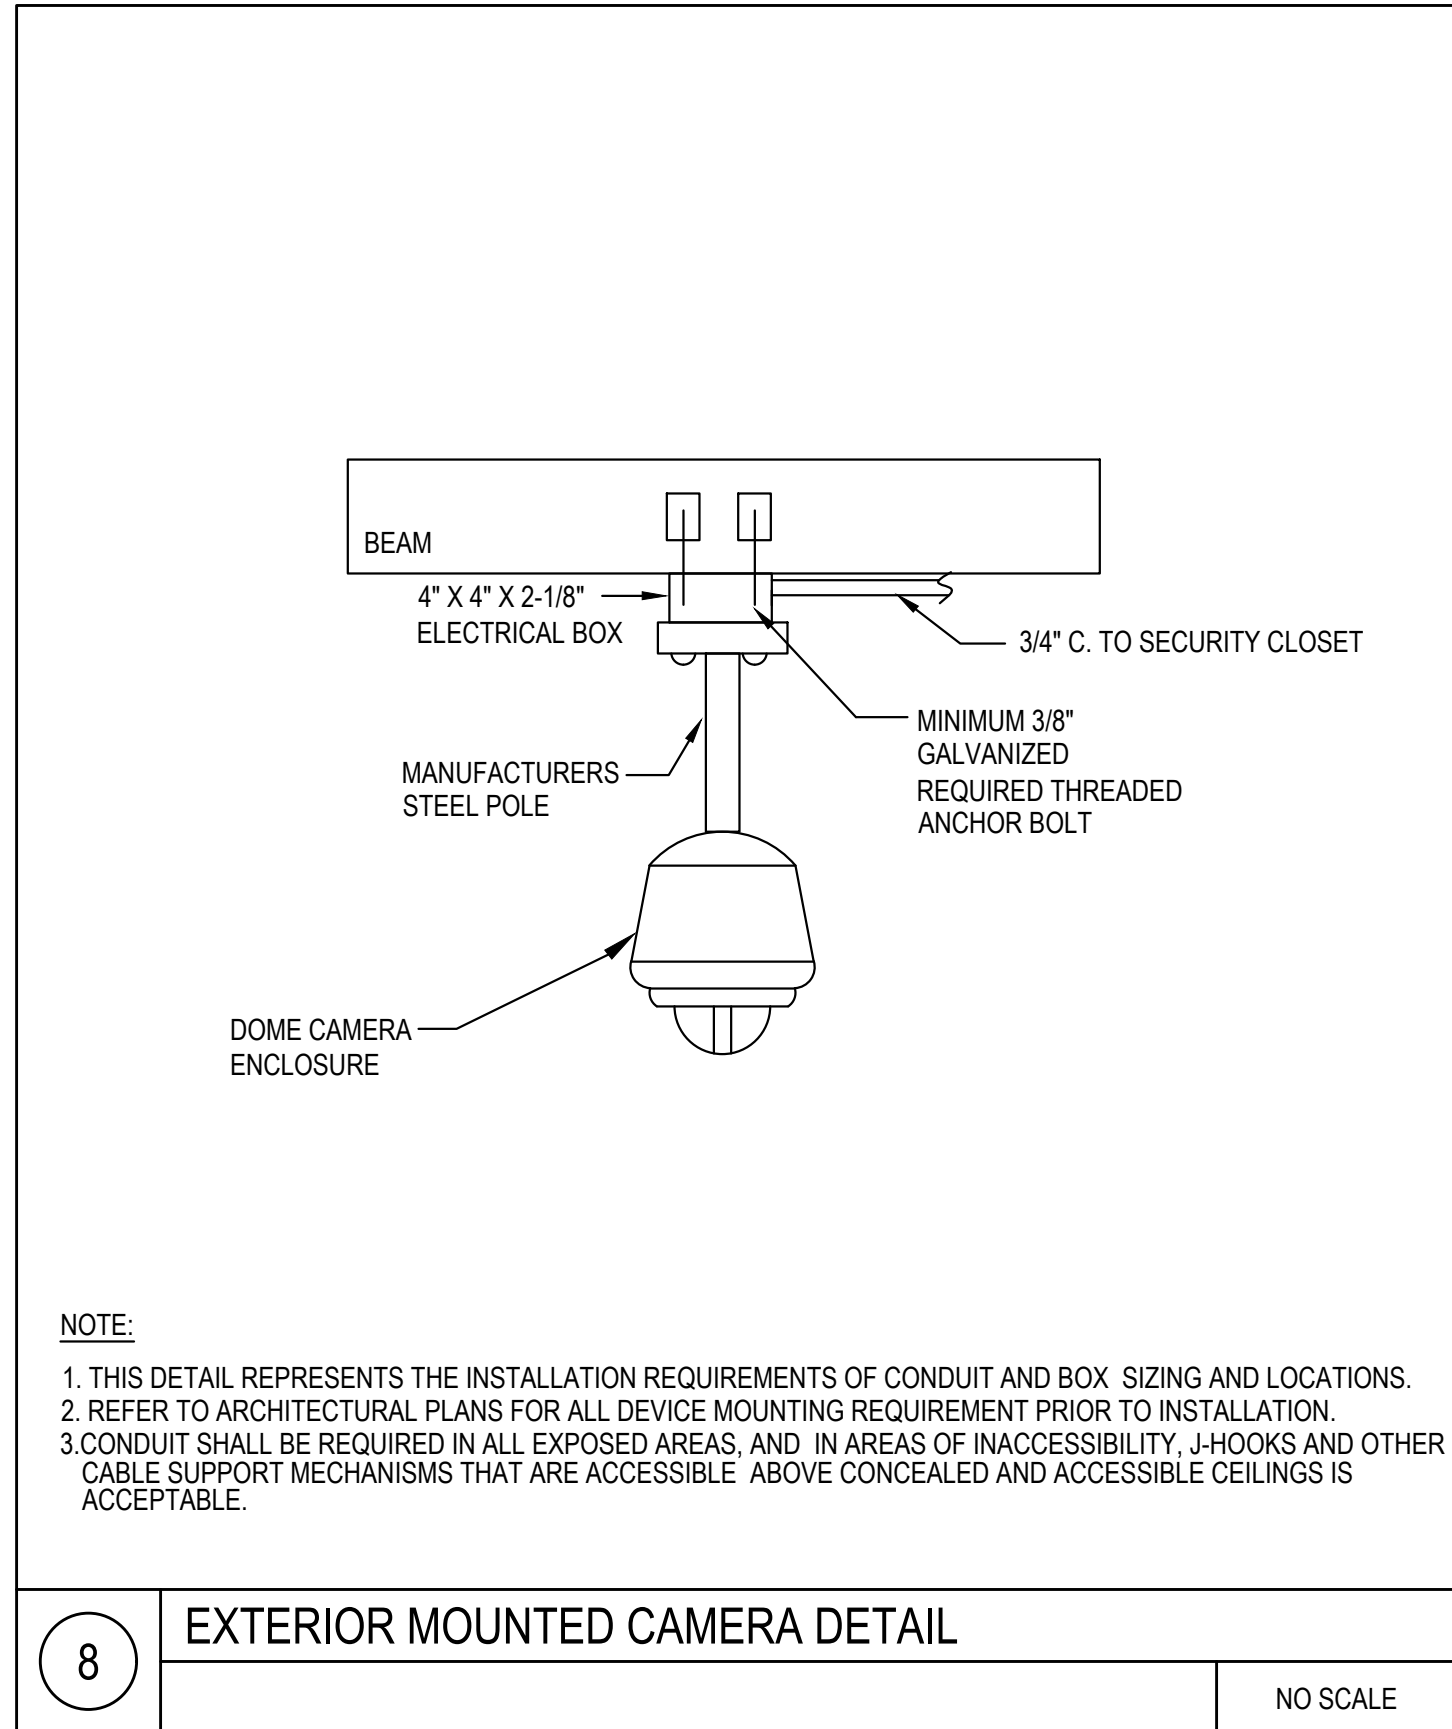 BEAM
4" X 4" X 2-1/8"
ELECTRICAL BOX
3/4" C. TO SECURITY CLOSET
MINIMUM 3/8"
GALVANIZED
REQUIRED THREADED
ANCHOR BOLT
MANUFACTURERS
STEEL POLE
DOME CAMERA
ENCLOSURE
NOTE:
1. THIS DETAIL REPRESENTS THE INSTALLATION REQUIREMENTS OF CONDUIT AND BOX  SIZING AND LOCATIONS.
2. REFER TO ARCHITECTURAL PLANS FOR ALL DEVICE MOUNTING REQUIREMENT PRIOR TO INSTALLATION.
3.CONDUIT SHALL BE REQUIRED IN ALL EXPOSED AREAS, AND  IN AREAS OF INACCESSIBILITY, J-HOOKS AND OTHER
CABLE SUPPORT MECHANISMS THAT ARE ACCESSIBLE  ABOVE CONCEALED AND ACCESSIBLE CEILINGS IS
ACCEPTABLE.
8
EXTERIOR MOUNTED CAMERA DETAIL
NO SCALE